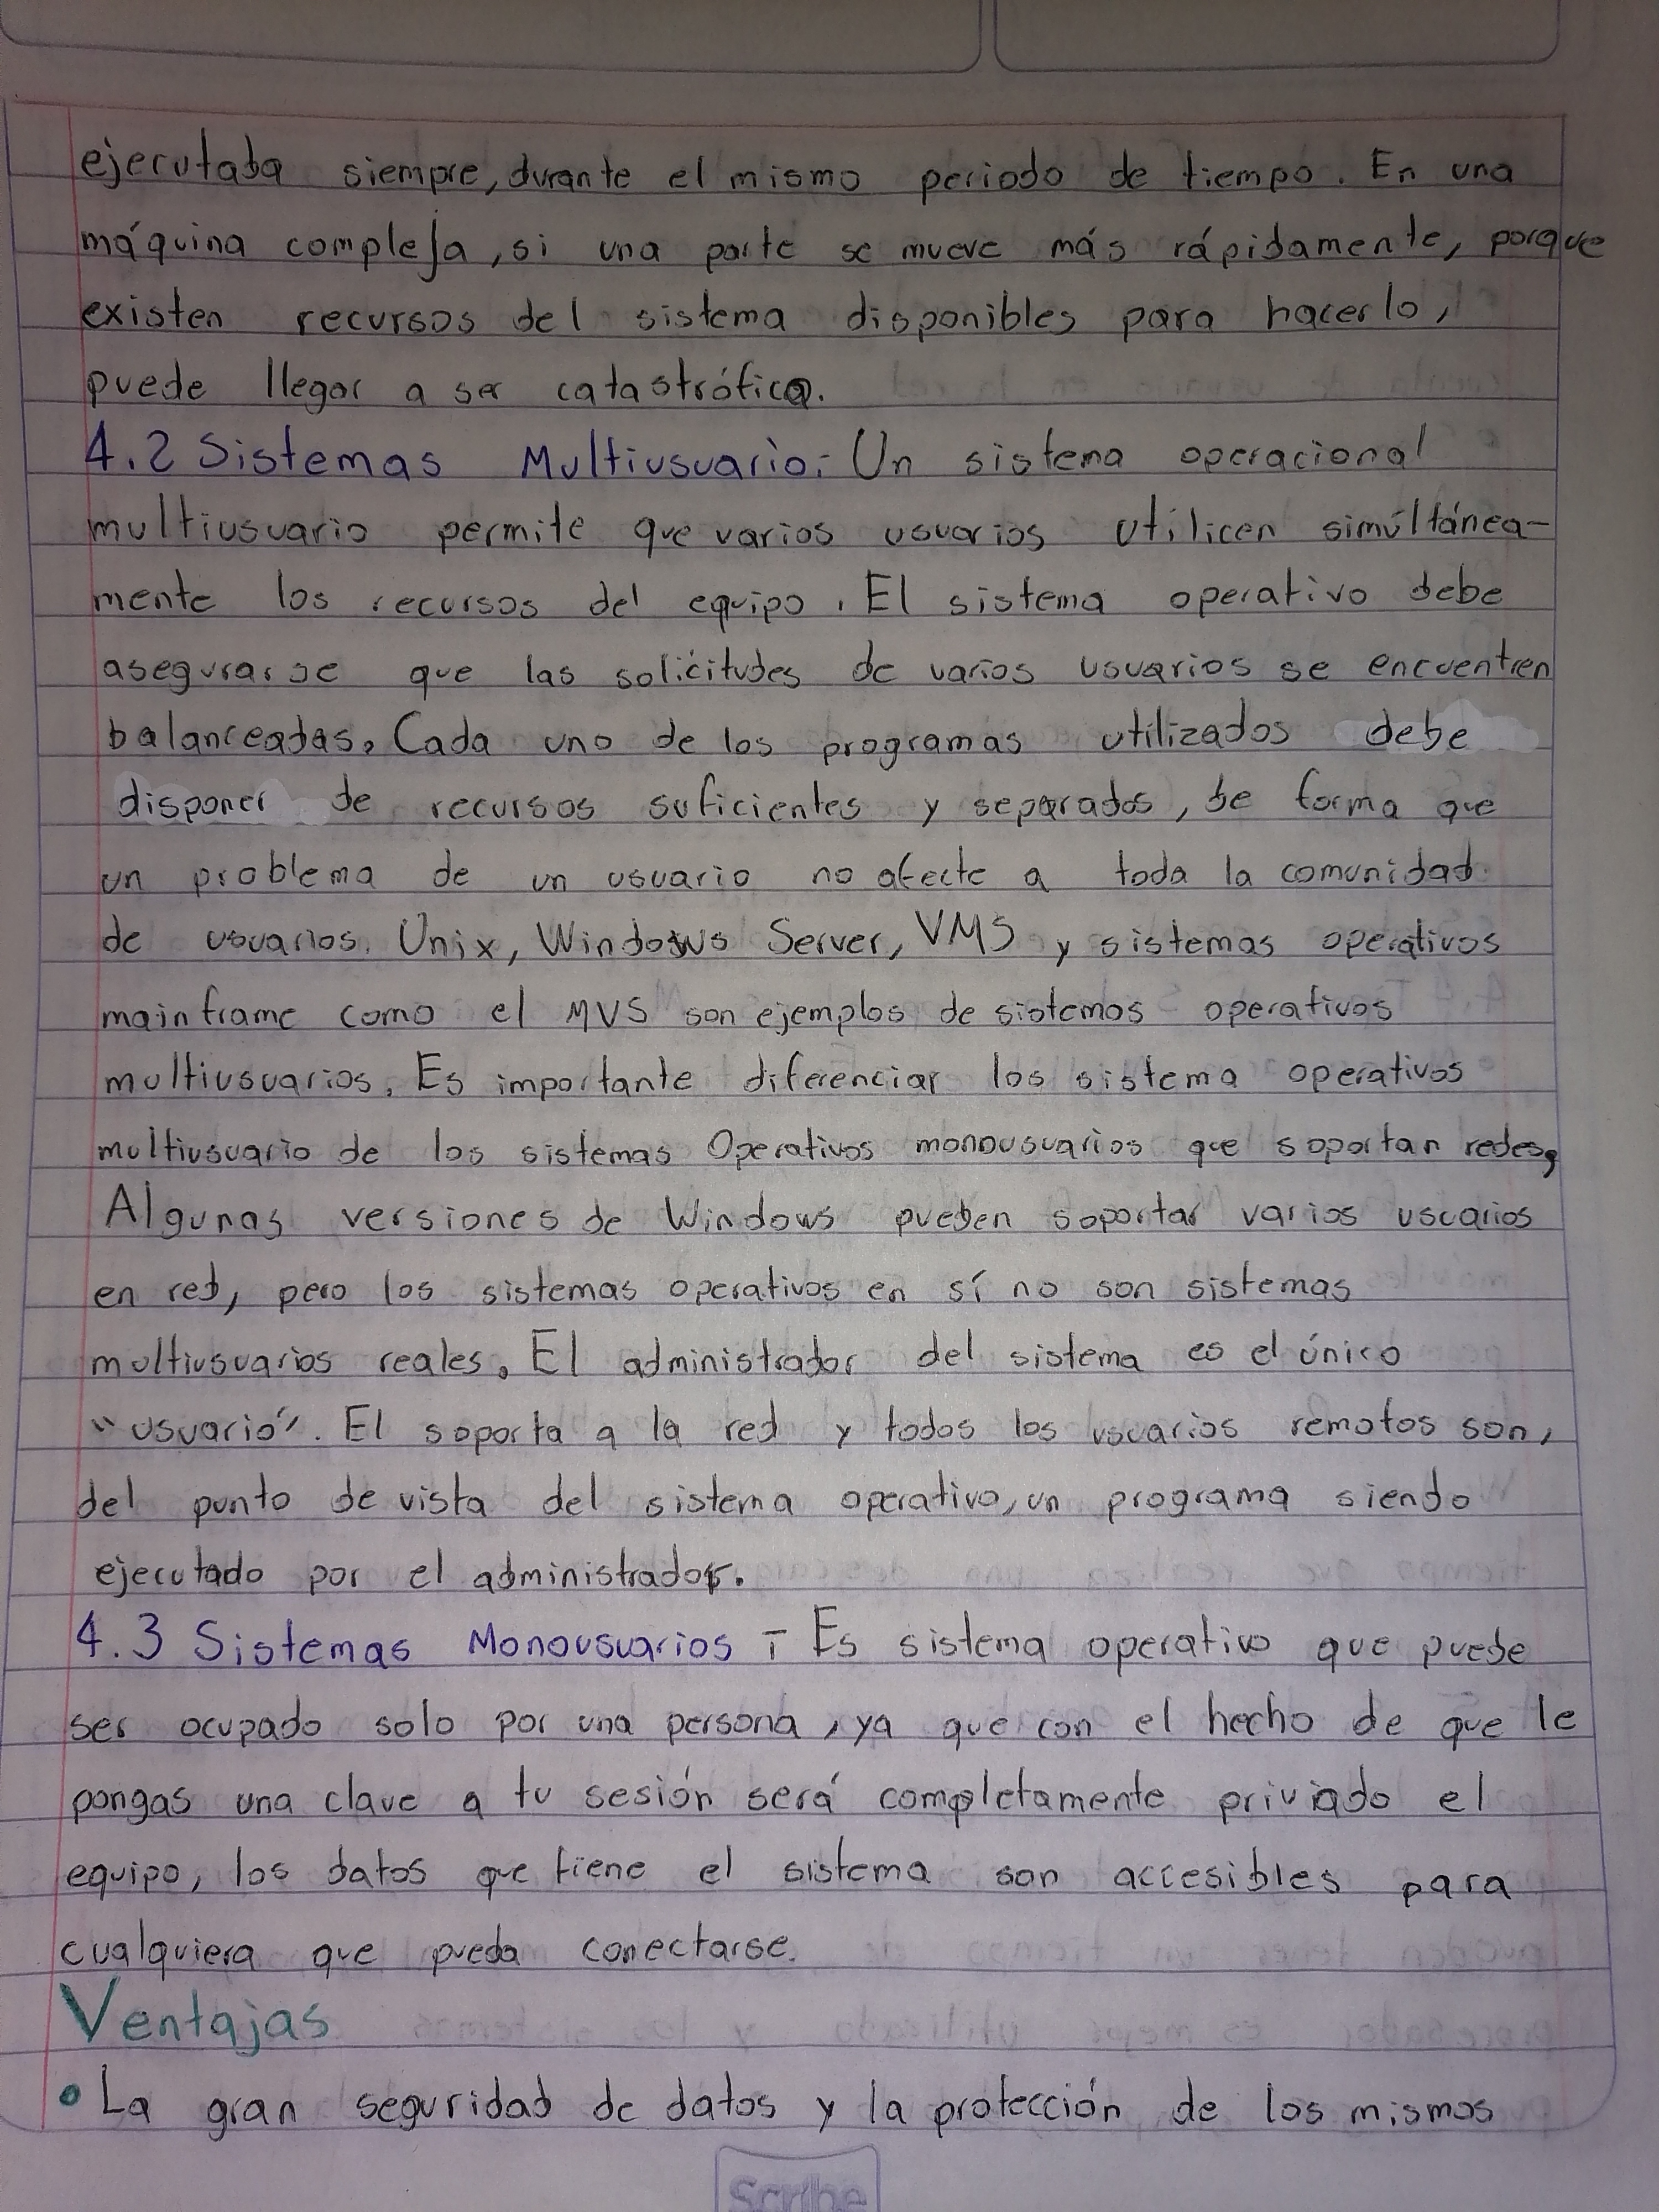 ejecutada siempre, durante el mismo periodo de tiempo. En una
máquina compleja, si una parte se mueve más rápidamente, porque
existen recursos del sistema disponibles para hacerlo,
puede llegar a ser catastrófica.
4.2 Sistemas Multiusuario:- Un sistema operacional
multiusuario permite que varios usuarios utilicen simúltánea-
mente los recursos del equipo. El sistema operativo debe
asegurarse que las solicitudes de varios usuarios se encuentren
balanceadas. Cada uno de los programas utilizados debe
disponer de recursos suficientes y separados, de forma que
un problema de un usuario no afecte a toda la comunidad
de usuarios. Unix, Windows Server, VMS y sistemas operativos
mainframe como el MVS son ejemplos de sistemas operativos
multiusuarios. Es importante diferenciar los sistema operativos
multiusuario de los sistemas Operativos monousuarios que soportan redes,
Algunas versiones de Windows pueden soportar varios usuarios
en red, pero los sistemas operativos en sí no son sistemas
multiusuarios reales. El administrador del sistema es el único
"usuario". El soporta a la red y todos los usuarios remotos son,
del punto de vista del sistema operativo, un programa siendo
ejecutado por el administrador.
4.3 Sistemas Monousuarios - Es sistema operativo que puede
ser ocupado solo por una persona, ya que con el hecho de que le
pongas una clave a tu sesión será completamente priviado el
equipo, los datos que tiene el sistema son accesibles para
cualquiera que pueda conectarse.
Ventajas
• La gran seguridad de datos y la protección de los mismos
Scribe